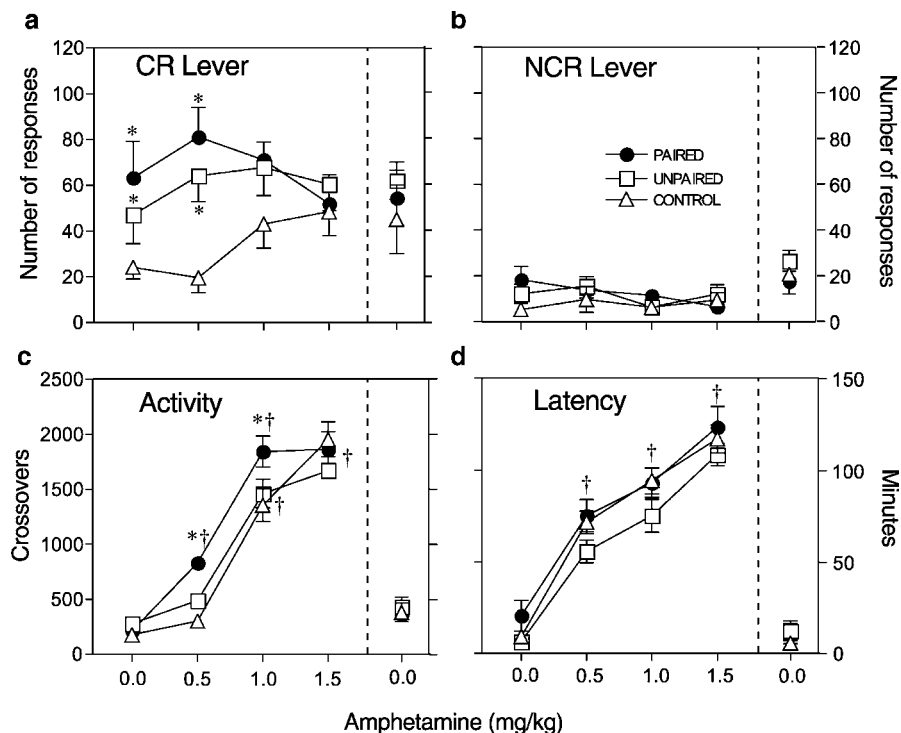 a
b
CR Lever
NCR Lever
Number of responses
120
100
80
60
40
20
0
*
*
*
*
PAIRED
UNPAIRED
CONTROL
120
100
80
60
40
20
0
Number of responses
c
d
Activity
Latency
Crossovers
2500
2000
1500
1000
500
0
*†
*†
†
†
†
†
†
150
100
50
0
Minutes
0.0 0.5 1.0 1.5 0.0
0.0 0.5 1.0 1.5 0.0
Amphetamine (mg/kg)